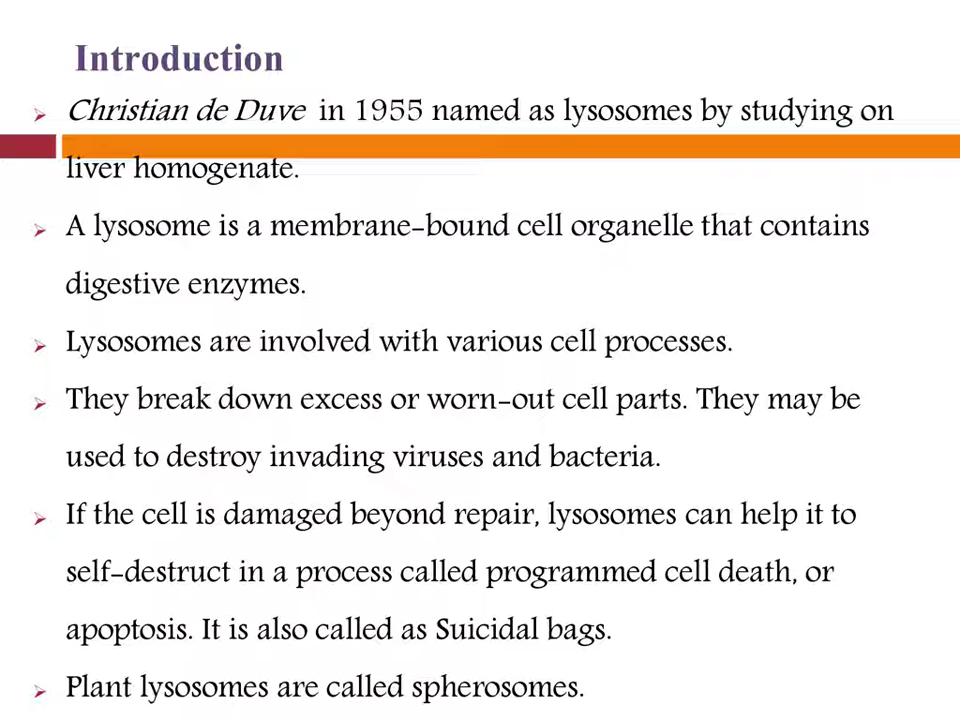 Introduction
Christian de Duve in 1955 named as lysosomes by studying on
liver homogenate.
A lysosome is a membrane-bound cell organelle that contains
digestive enzymes.
Lysosomes are involved with various cell processes.
They break down excess or worn-out cell parts. They may be
used to destroy invading viruses and bacteria.
If the cell is damaged beyond repair, lysosomes can help it to
self-destruct in a process called programmed cell death, or
apoptosis. It is also called as Suicidal bags.
Plant lysosomes are called spherosomes.